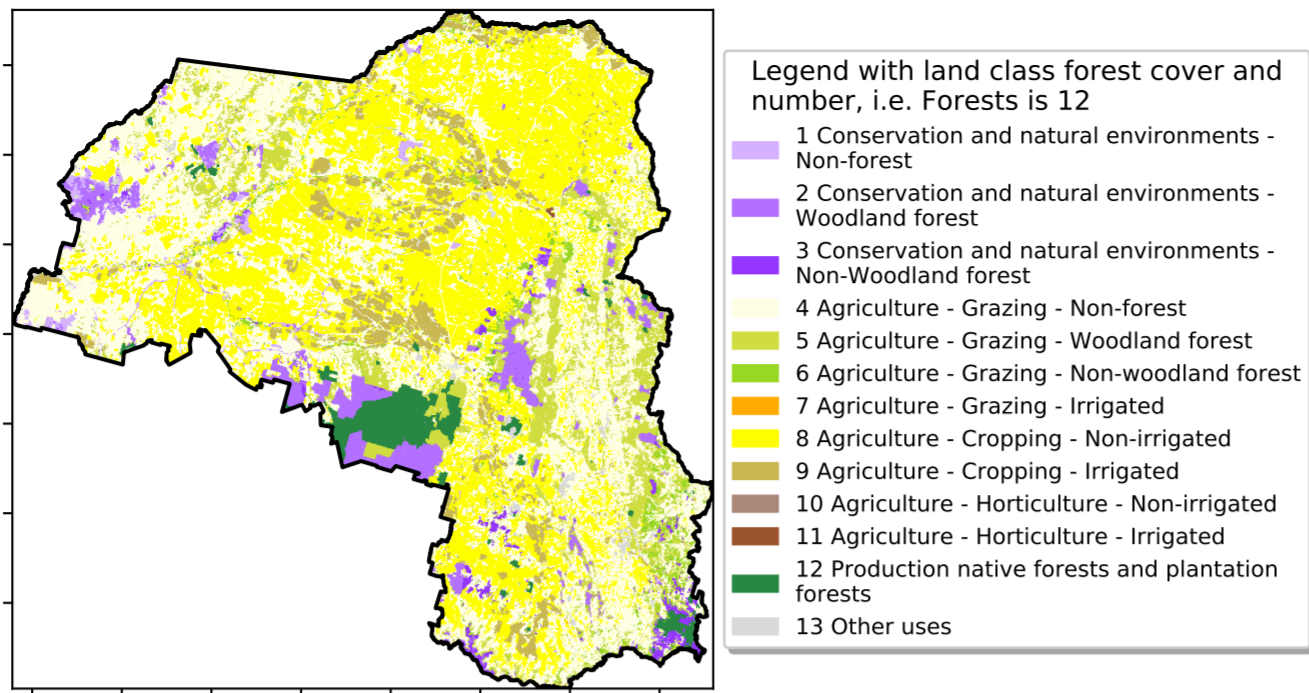 Legend with land class forest cover and
number, i.e. Forests is 12
1 Conservation and natural environments -
Non-forest
2 Conservation and natural environments -
Woodland forest
3 Conservation and natural environments -
Non-Woodland forest
4 Agriculture - Grazing - Non-forest
5 Agriculture - Grazing - Woodland forest
6 Agriculture - Grazing - Non-woodland forest
7 Agriculture - Grazing - Irrigated
8 Agriculture - Cropping - Non-irrigated
9 Agriculture - Cropping - Irrigated
10 Agriculture - Horticulture - Non-irrigated
11 Agriculture - Horticulture - Irrigated
12 Production native forests and plantation
forests
13 Other uses